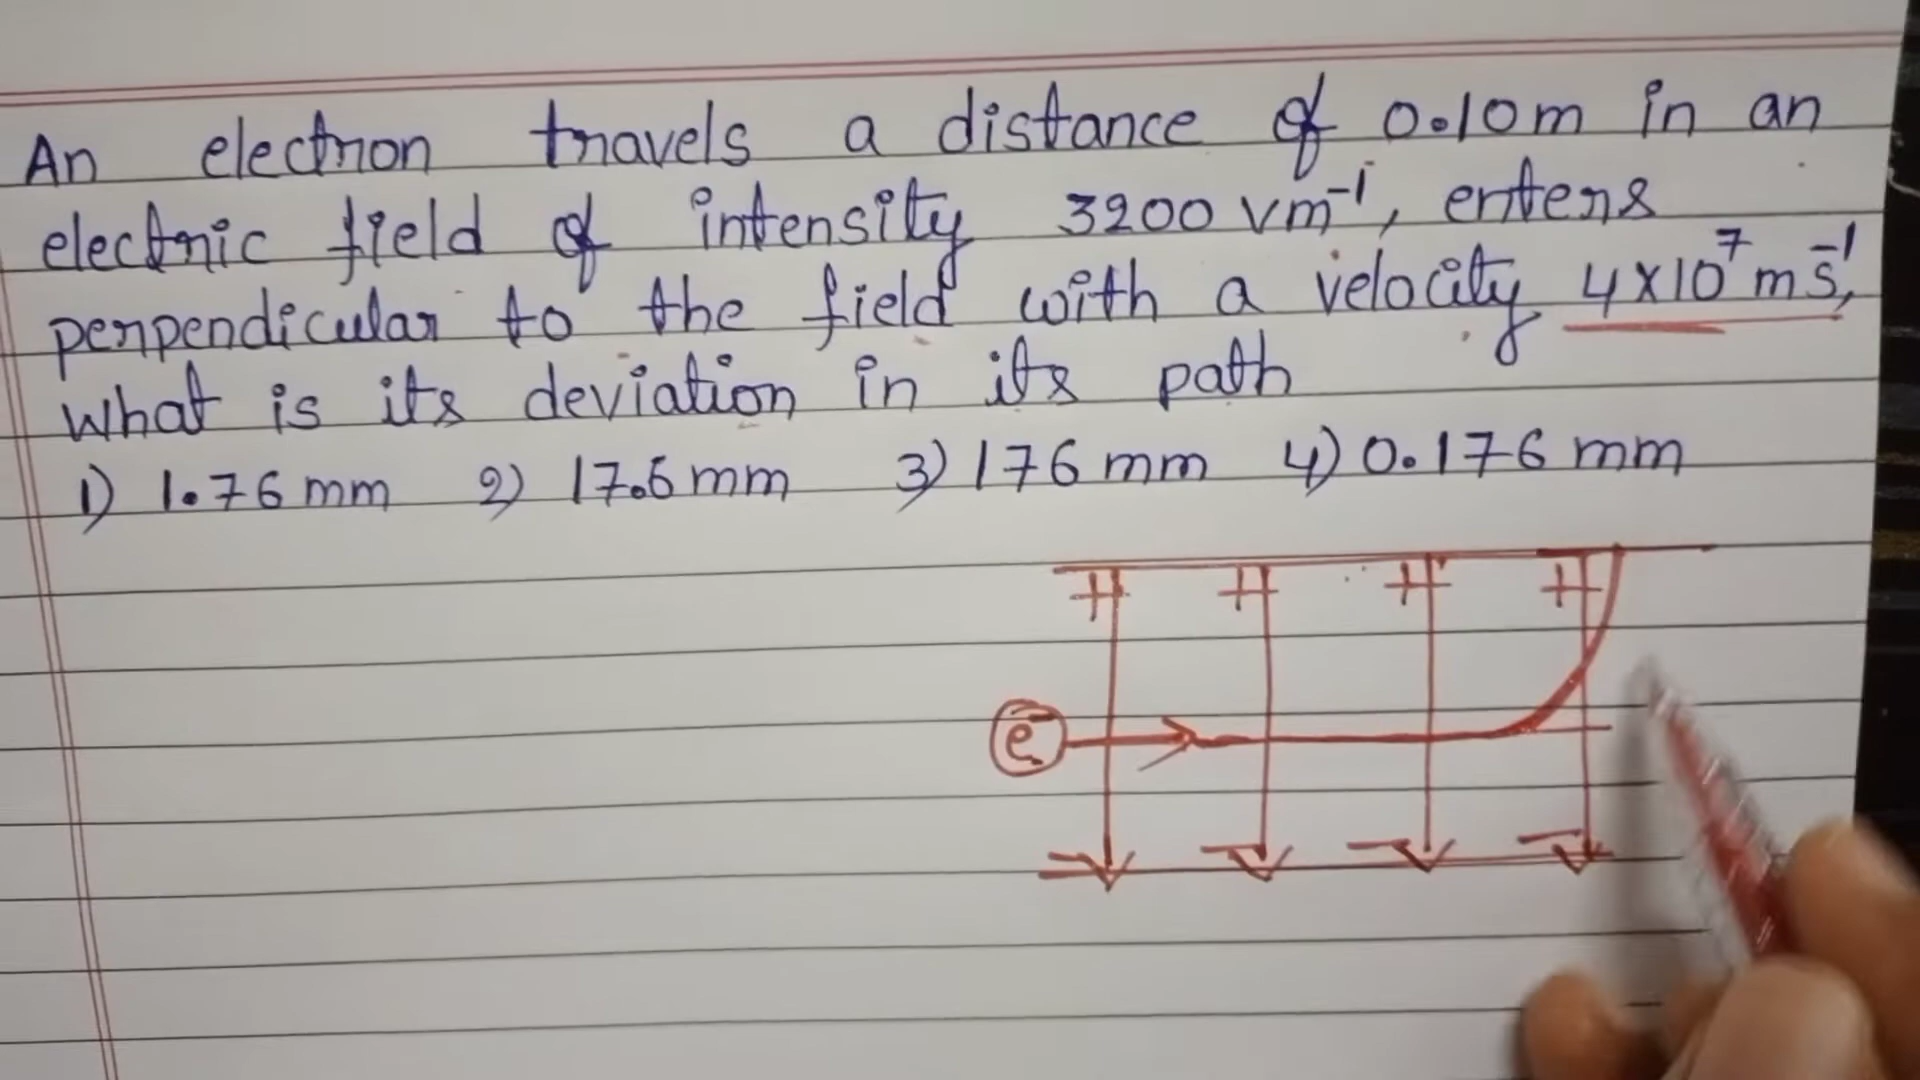 An electron travels a distance of 0.10m in an
electric field of intensity 3200 Vm⁻¹, enters
perpendicular to the field with a velocity 4×10⁷ ms⁻¹,
what is its deviation in its path
1) 1.76 mm 2) 17.6 mm 3) 176 mm 4) 0.176 mm
+ + + +
e⁻
- - - -